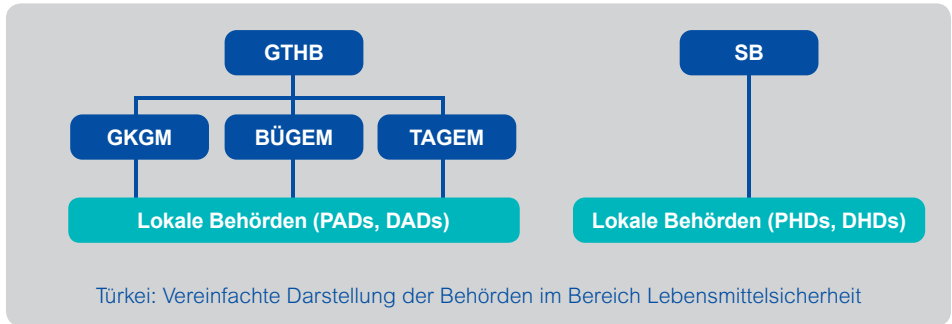 GTHB
SB
GKGM
BÜGEM
TAGEM
Lokale Behörden (PADs, DADs)
Lokale Behörden (PHDs, DHDs)
Türkei: Vereinfachte Darstellung der Behörden im Bereich Lebensmittelsicherheit